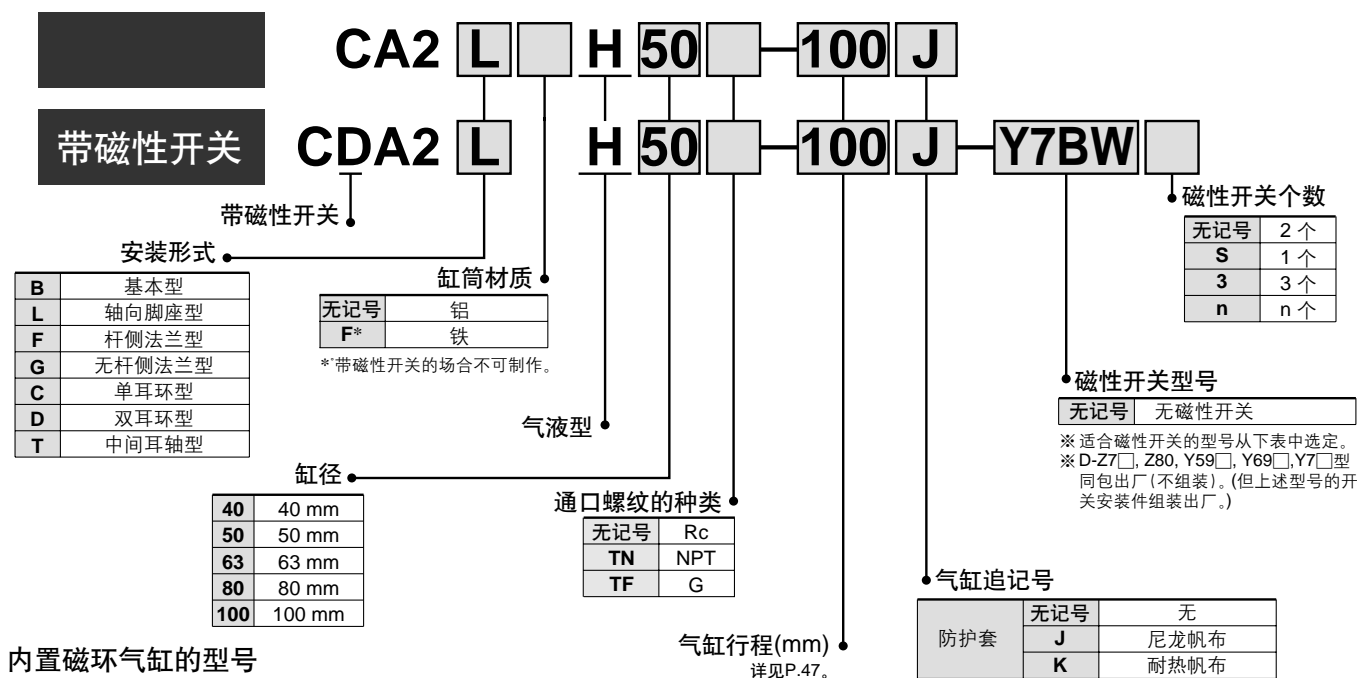 CA2 L H 50 - 100 J
带磁性开关 CDA2 L H 50 - 100 J - Y7BW
带磁性开关
安装形式
B 基本型
L 轴向脚座型
F 杆侧法兰型
G 无杆侧法兰型
C 单耳环型
D 双耳环型
T 中间耳轴型
缸筒材质
无记号 铝
F* 铁
*带磁性开关的场合不可制作。
气液型
缸径
40 40 mm
50 50 mm
63 63 mm
80 80 mm
100 100 mm
通口螺纹的种类
无记号 Rc
TN NPT
TF G
气缸行程(mm)
详见P.47。
磁性开关个数
无记号 2 个
S 1 个
3 3 个
n n 个
磁性开关型号
无记号 无磁性开关
※ 适合磁性开关的型号从下表中选定。
※ D-Z7□, Z80, Y59□, Y69□,Y7□型
同包出厂(不组装)。(但上述型号的开
关安装件组装出厂。)
气缸追记号
防护套 无记号 无
J 尼龙帆布
K 耐热帆布
内置磁环气缸的型号